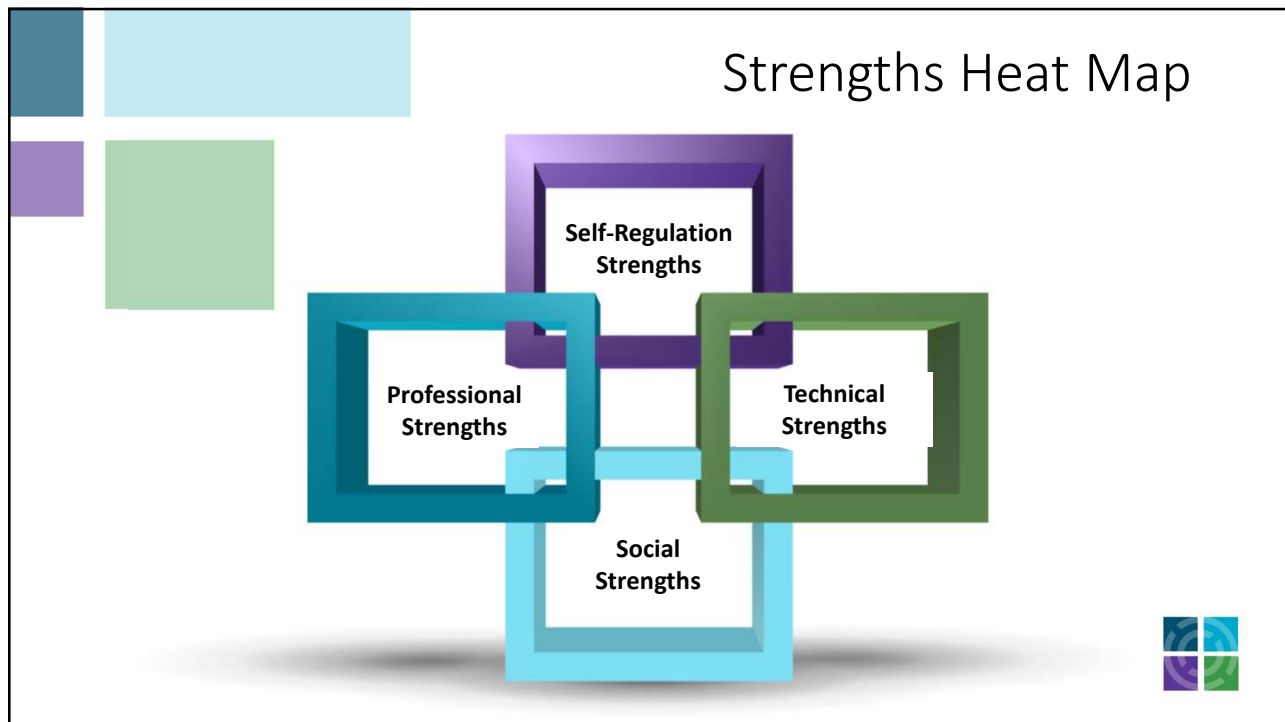 Strengths Heat Map
Self-Regulation
Strengths
Professional
Strengths
Technical
Strengths
Social
Strengths